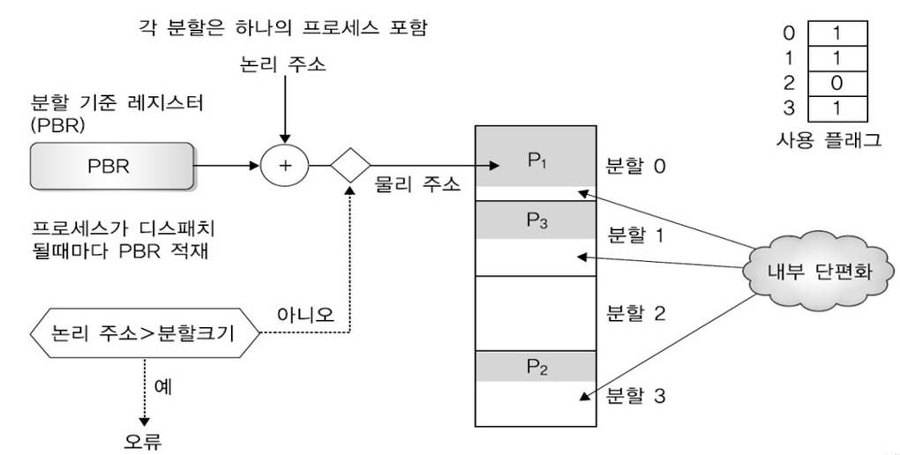 각 분할은 하나의 프로세스 포함
논리 주소
분할 기준 레지스터
(PBR)
PBR
+
물리 주소
프로세스가 디스패치
될때마다 PBR 적재
논리 주소>분할크기
아니오
예
오류
P1
분할 0
P3
분할 1
분할 2
P2
분할 3
내부 단편화
0 1
1 1
2 0
3 1
사용 플래그